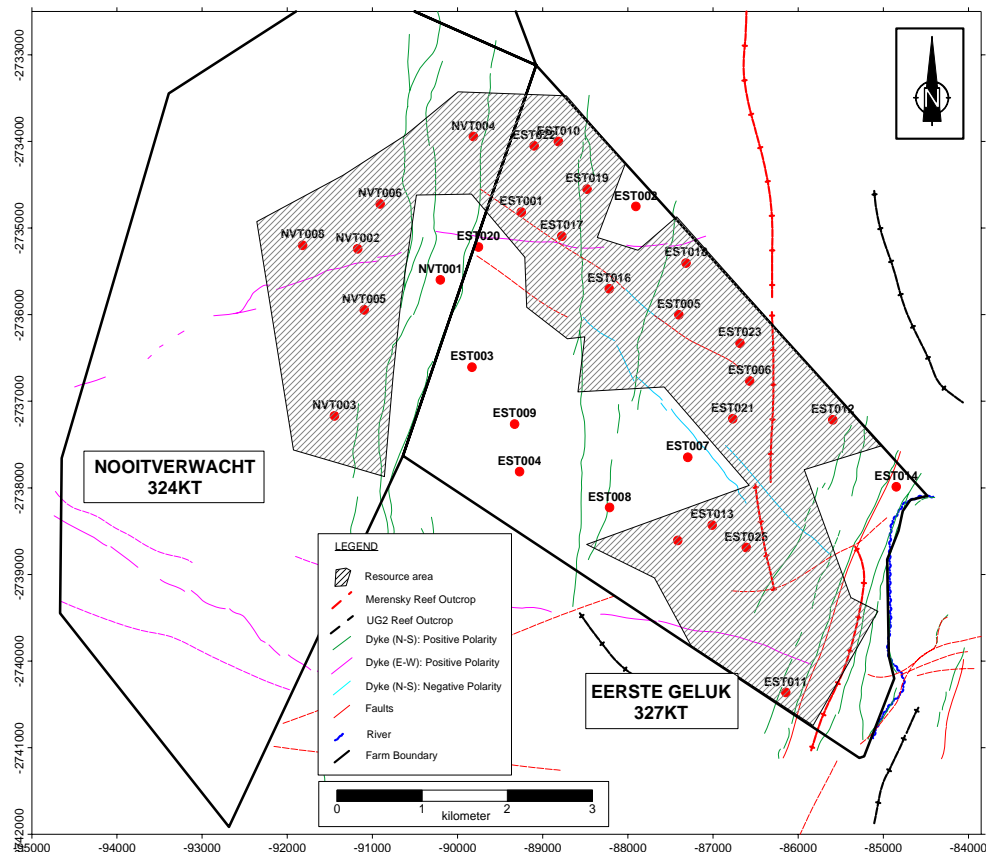 -2733000
-2734000
-2735000
-2736000
-2737000
-2738000
-2739000
-2740000
-2741000
-2742000
N
NVT004
EST022
EST010
EST019
NVT006
EST001
EST002
EST017
NVT008
NVT002
EST020
EST018
NVT001
EST016
NVT005
EST005
EST023
EST003
EST006
NVT003
EST009
EST021
EST012
EST004
EST007
EST014
EST008
EST013
EST025
EST011
NOOITVERWACHT
324KT
EERSTE GELUK
327KT
LEGEND
Resource area
Merensky Reef Outcrop
UG2 Reef Outcrop
Dyke (N-S): Positive Polarity
Dyke (E-W): Positive Polarity
Dyke (N-S): Negative Polarity
Faults
River
Farm Boundary
0 1 2 3
kilometer
-95000 -94000 -93000 -92000 -91000 -90000 -89000 -88000 -87000 -86000 -85000 -84000